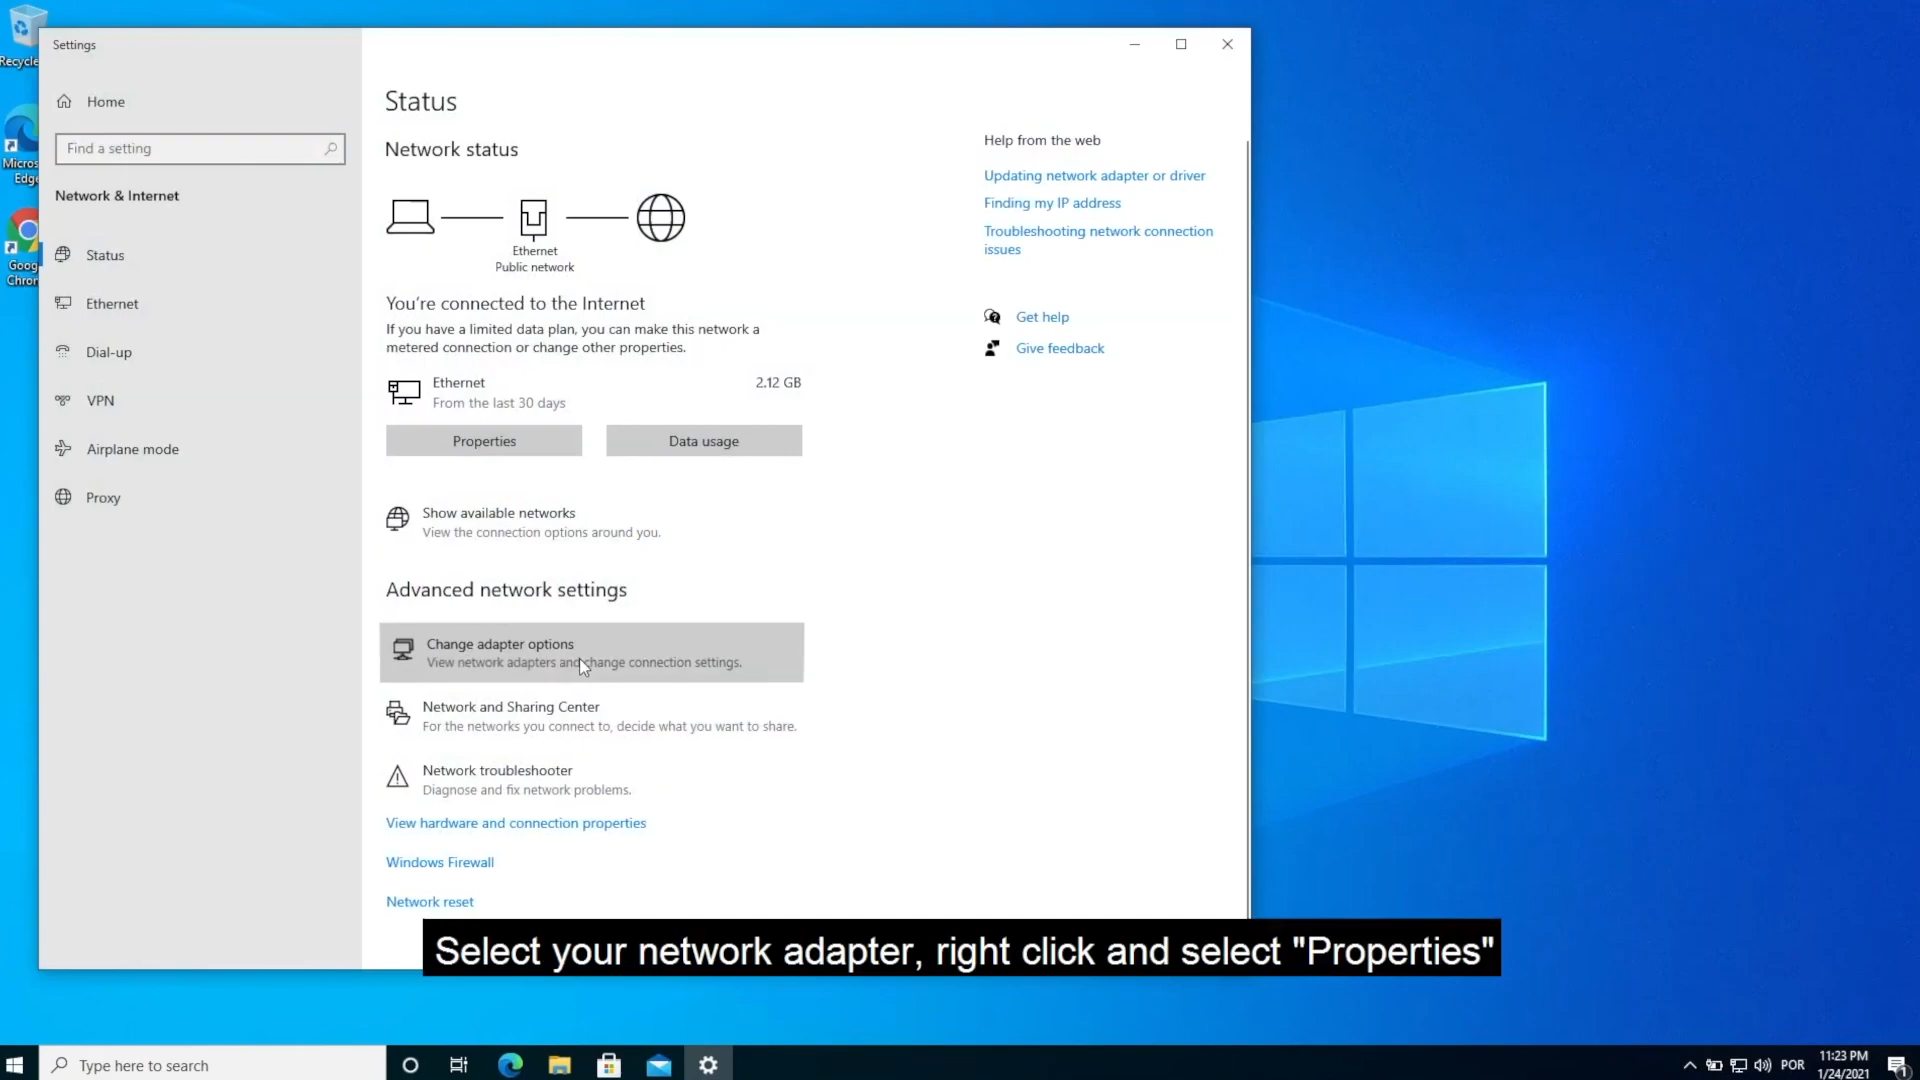 Recycle
Micros
Edge
Goog
Chrom
Settings
Home
Find a setting
Network & Internet
Status
Ethernet
Dial-up
VPN
Airplane mode
Proxy
Status
Network status
Ethernet
Public network
You're connected to the Internet
If you have a limited data plan, you can make this network a
metered connection or change other properties.
Ethernet
2.12 GB
From the last 30 days
Properties
Data usage
Show available networks
View the connection options around you.
Advanced network settings
Change adapter options
View network adapters and change connection settings.
Network and Sharing Center
For the networks you connect to, decide what you want to share.
Network troubleshooter
Diagnose and fix network problems.
View hardware and connection properties
Windows Firewall
Network reset
Help from the web
Updating network adapter or driver
Finding my IP address
Troubleshooting network connection
issues
Get help
Give feedback
Select your network adapter, right click and select "Properties"
Type here to search
POR
11:23 PM
1/24/2021
1